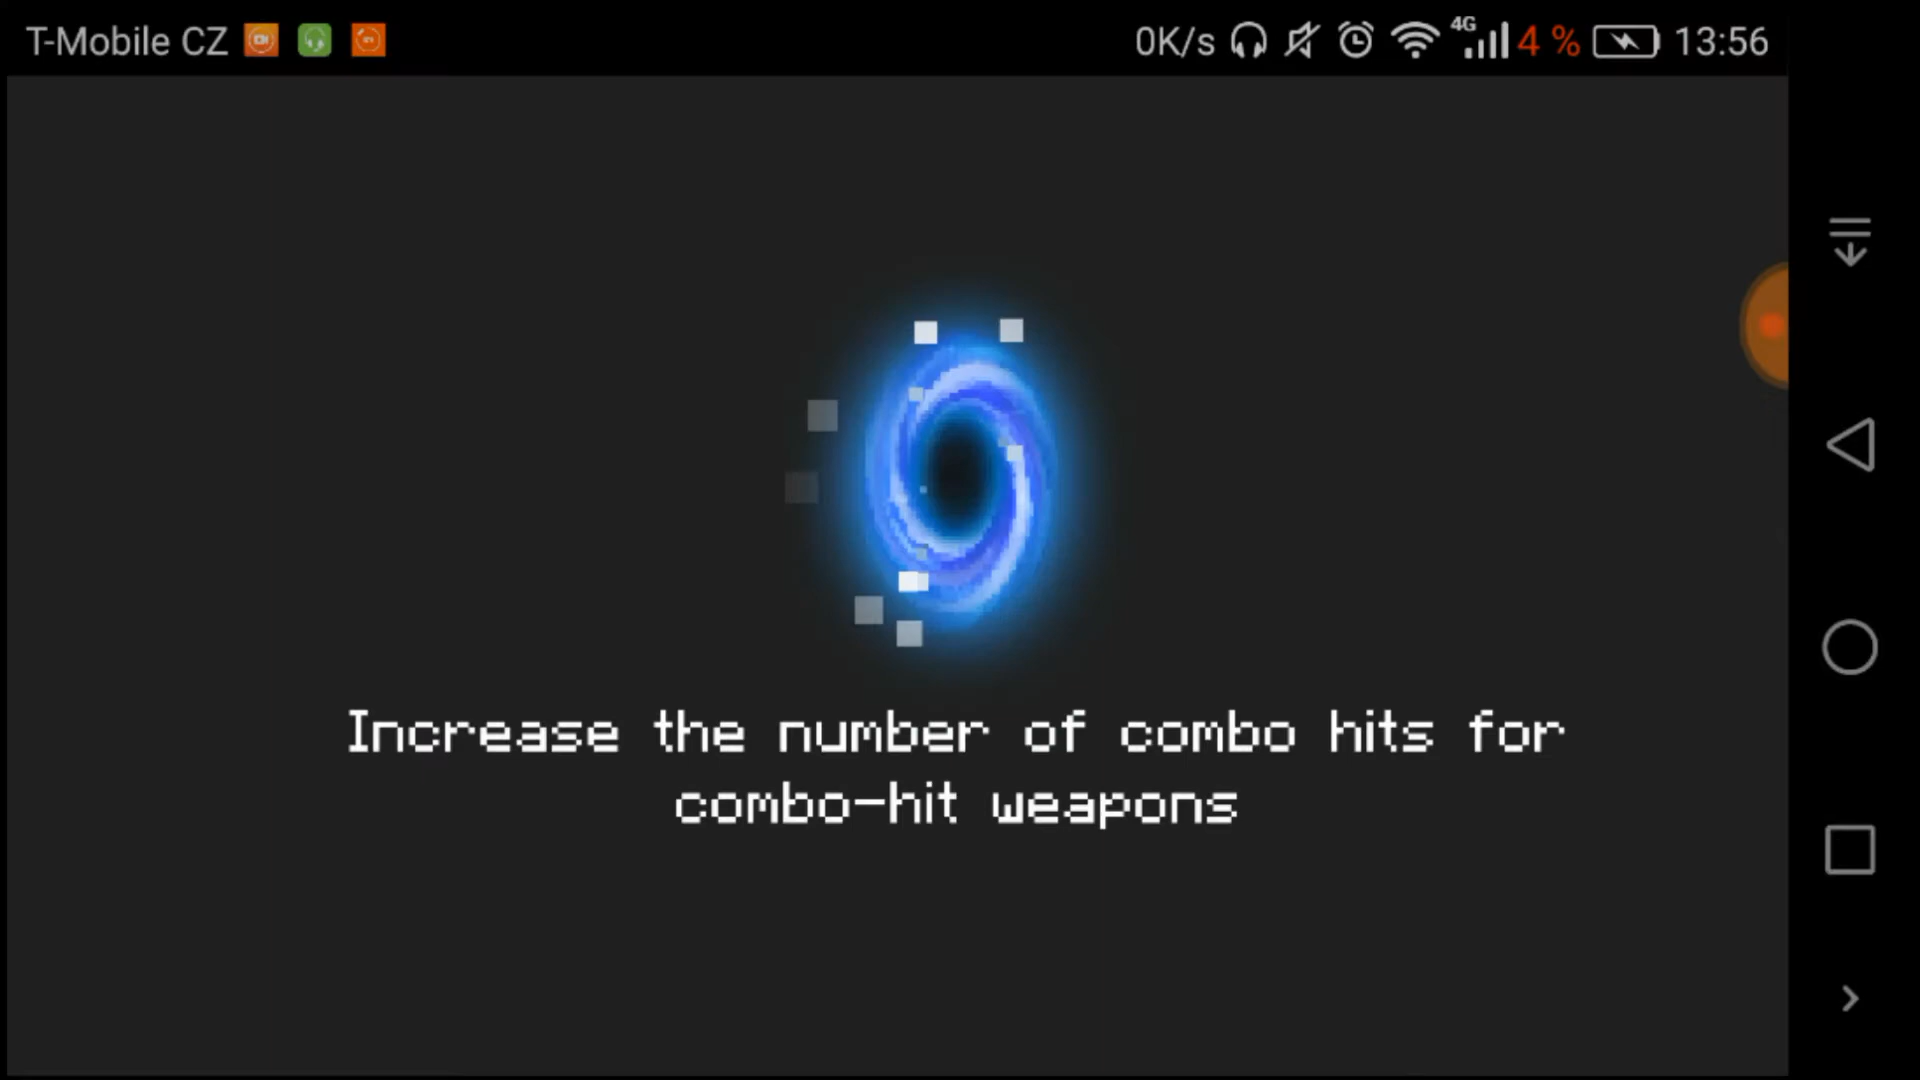 T-Mobile CZ 0K/s 4G 4 % 13:56
Increase the number of combo hits for
combo-hit weapons